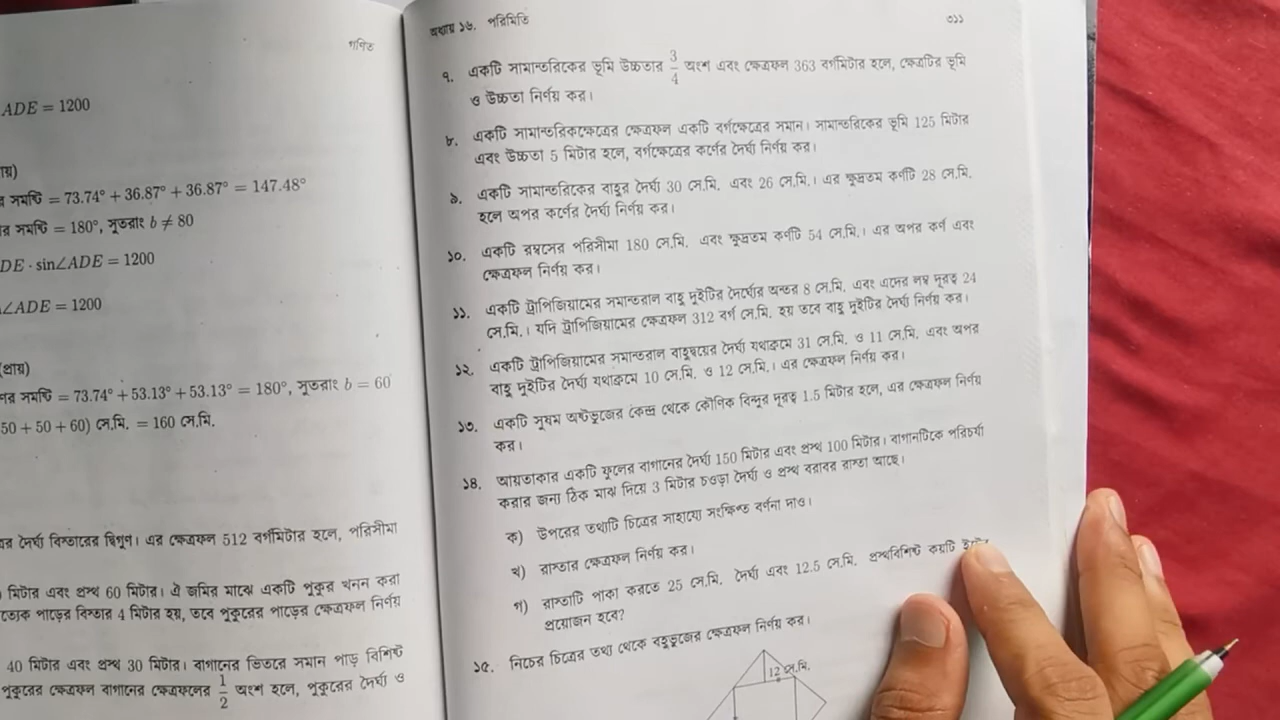 গণিত
ADE = 1200
য়)
র সমষ্টি = 73.74° + 36.87° + 36.87° = 147.48°
র সমষ্টি = 180°, সুতরাং b ≠ 80
DE · sin∠ADE = 1200
∠ADE = 1200
(প্রায়)
ণর সমষ্টি = 73.74° + 53.13° + 53.13° = 180°, সুতরাং b = 60
50 + 50 + 60) সে.মি. = 160 সে.মি.
ের দৈর্ঘ্য বিস্তারের দ্বিগুণ। এর ক্ষেত্রফল 512 বর্গমিটার হলে, পরিসীমা
মিটার এবং প্রস্থ 60 মিটার। ঐ জমির মাঝে একটি পুকুর খনন করা
ত্যেক পাড়ের বিস্তার 4 মিটার হয়, তবে পুকুরের পাড়ের ক্ষেত্রফল নির্ণয়
40 মিটার এবং প্রস্থ 30 মিটার। বাগানের ভিতরে সমান পাড় বিশিষ্ট
পুকুরের ক্ষেত্রফল বাগানের ক্ষেত্রফলের 1/2 অংশ হলে, পুকুরের দৈর্ঘ্য ও
অধ্যায় ১৬. পরিমিতি ৩১১
৭. একটি সামান্তরিকের ভূমি উচ্চতার 3/4 অংশ এবং ক্ষেত্রফল 363 বর্গমিটার হলে, ক্ষেত্রটির ভূমি
ও উচ্চতা নির্ণয় কর।
৮. একটি সামান্তরিকক্ষেত্রের ক্ষেত্রফল একটি বর্গক্ষেত্রের সমান। সামান্তরিকের ভূমি 125 মিটার
এবং উচ্চতা 5 মিটার হলে, বর্গক্ষেত্রের কর্ণের দৈর্ঘ্য নির্ণয় কর।
৯. একটি সামান্তরিকের বাহুর দৈর্ঘ্য 30 সে.মি. এবং 26 সে.মি.। এর ক্ষুদ্রতম কর্ণটি 28 সে.মি.
হলে অপর কর্ণের দৈর্ঘ্য নির্ণয় কর।
১০. একটি রম্বসের পরিসীমা 180 সে.মি. এবং ক্ষুদ্রতম কর্ণটি 54 সে.মি.। এর অপর কর্ণ এবং
ক্ষেত্রফল নির্ণয় কর।
১১. একটি ট্রাপিজিয়ামের সমান্তরাল বাহু দুইটির দৈর্ঘ্যের অন্তর 8 সে.মি. এবং এদের লম্ব দূরত্ব 24
সে.মি.। যদি ট্রাপিজিয়ামের ক্ষেত্রফল 312 বর্গ সে.মি. হয় তবে বাহু দুইটির দৈর্ঘ্য নির্ণয় কর।
১২. একটি ট্রাপিজিয়ামের সমান্তরাল বাহুদ্বয়ের দৈর্ঘ্য যথাক্রমে 31 সে.মি. ও 11 সে.মি. এবং অপর
বাহু দুইটির দৈর্ঘ্য যথাক্রমে 10 সে.মি. ও 12 সে.মি.। এর ক্ষেত্রফল নির্ণয় কর।
১৩. একটি সুষম অষ্টভুজের কেন্দ্র থেকে কৌণিক বিন্দুর দূরত্ব 1.5 মিটার হলে, এর ক্ষেত্রফল নির্ণয়
কর।
১৪. আয়তাকার একটি ফুলের বাগানের দৈর্ঘ্য 150 মিটার এবং প্রস্থ 100 মিটার। বাগানটিকে পরিচর্যা
করার জন্য ঠিক মাঝ দিয়ে 3 মিটার চওড়া দৈর্ঘ্য ও প্রস্থ বরাবর রাস্তা আছে।
ক) উপরের তথ্যটি চিত্রের সাহায্যে সংক্ষিপ্ত বর্ণনা দাও।
খ) রাস্তার ক্ষেত্রফল নির্ণয় কর।
গ) রাস্তাটি পাকা করতে 25 সে.মি. দৈর্ঘ্য এবং 12.5 সে.মি. প্রস্থবিশিষ্ট কয়টি
প্রয়োজন হবে?
১৫. নিচের চিত্রের তথ্য থেকে বহুভুজের ক্ষেত্রফল নির্ণয় কর।
12 সে.মি.